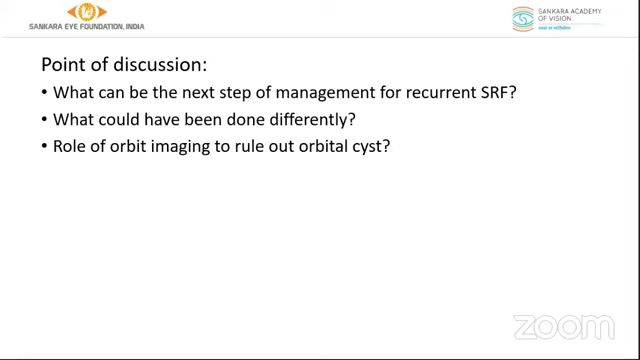 SANKARA EYE FOUNDATION, INDIA
SANKARA ACADEMY
OF VISION
Point of discussion:
• What can be the next step of management for recurrent SRF?
• What could have been done differently?
• Role of orbit imaging to rule out orbital cyst?
zoom